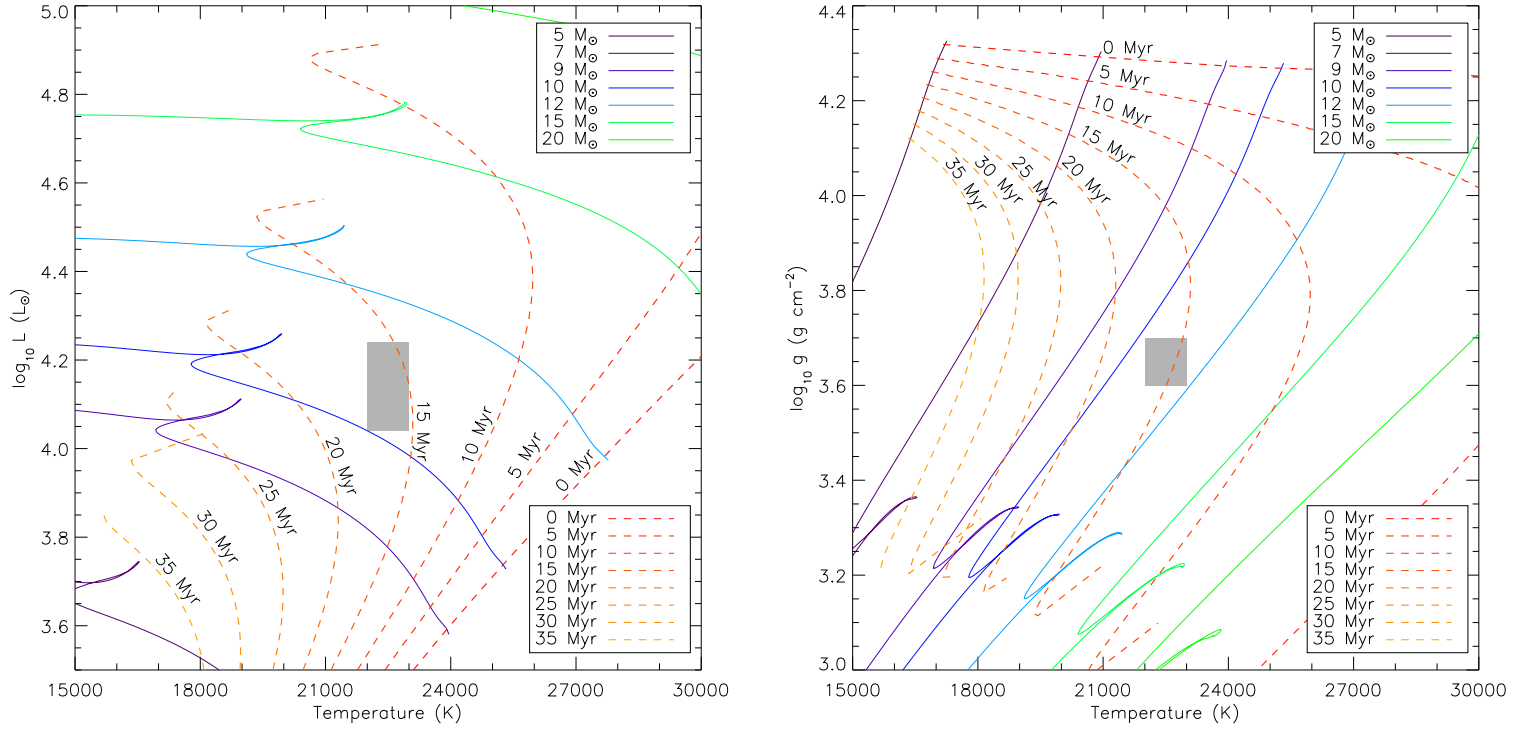 5.0
4.8
4.6
4.4
4.2
4.0
3.8
3.6
log₁₀ L (L☉)
15000 18000 21000 24000 27000 30000
Temperature (K)
5 M☉
7 M☉
9 M☉
10 M☉
12 M☉
15 M☉
20 M☉
35 Myr
30 Myr
25 Myr
20 Myr
15 Myr
10 Myr
5 Myr
0 Myr
0 Myr
5 Myr
10 Myr
15 Myr
20 Myr
25 Myr
30 Myr
35 Myr
4.4
4.2
4.0
3.8
3.6
3.4
3.2
3.0
log₁₀ g (g cm⁻²)
15000 18000 21000 24000 27000 30000
Temperature (K)
5 M☉
7 M☉
9 M☉
10 M☉
12 M☉
15 M☉
20 M☉
0 Myr
5 Myr
10 Myr
15 Myr
20 Myr
25 Myr
30 Myr
35 Myr
0 Myr
5 Myr
10 Myr
15 Myr
20 Myr
25 Myr
30 Myr
35 Myr